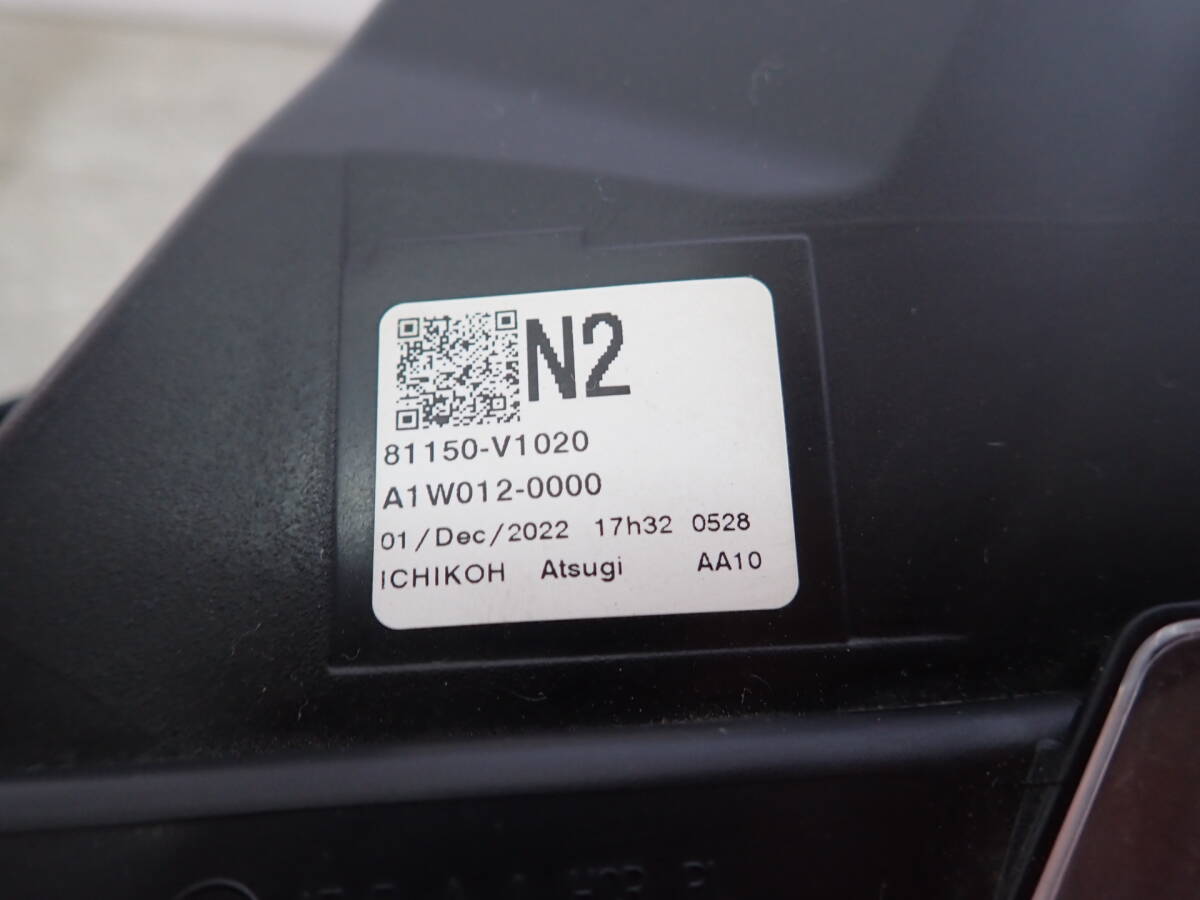 N2
81150-V1020
A1W012-0000
01/Dec/2022 17h32 0528
ICHIKOH Atsugi AA10